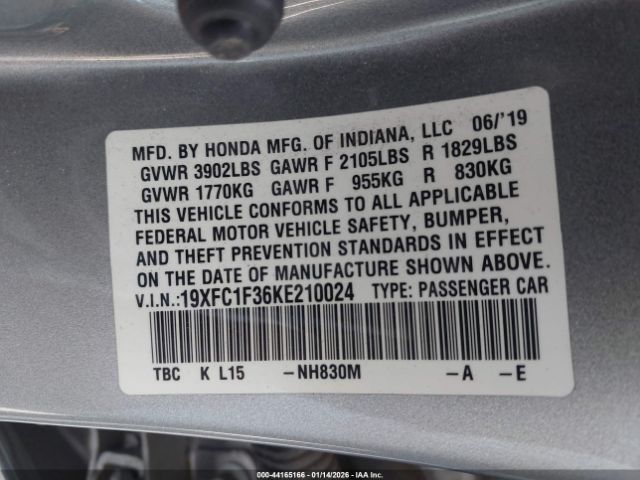 MFD. BY HONDA MFG. OF INDIANA, LLC 06/'19
GVWR 3902LBS GAWR F 2105LBS R 1829LBS
GVWR 1770KG GAWR F 955KG R 830KG
THIS VEHICLE CONFORMS TO ALL APPLICABLE
FEDERAL MOTOR VEHICLE SAFETY, BUMPER,
AND THEFT PREVENTION STANDARDS IN EFFECT
ON THE DATE OF MANUFACTURE SHOWN ABOVE.
V.I.N.:19XFC1F36KE210024 TYPE: PASSENGER CAR
TBC K L15 -NH830M -A -E
(000-44165166 | 01/14/2026 - IAAI.COM)